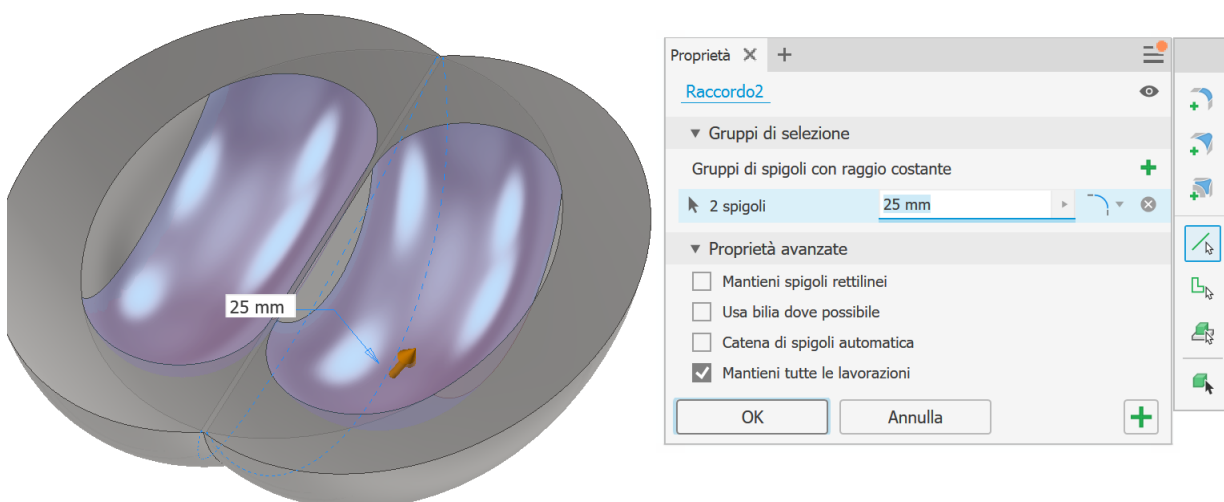 25 mm
Proprietà
Raccordo2
Gruppi di selezione
Gruppi di spigoli con raggio costante
2 spigoli 25 mm
Proprietà avanzate
Mantieni spigoli rettilinei
Usa bilia dove possibile
Catena di spigoli automatica
Mantieni tutte le lavorazioni
OK Annulla